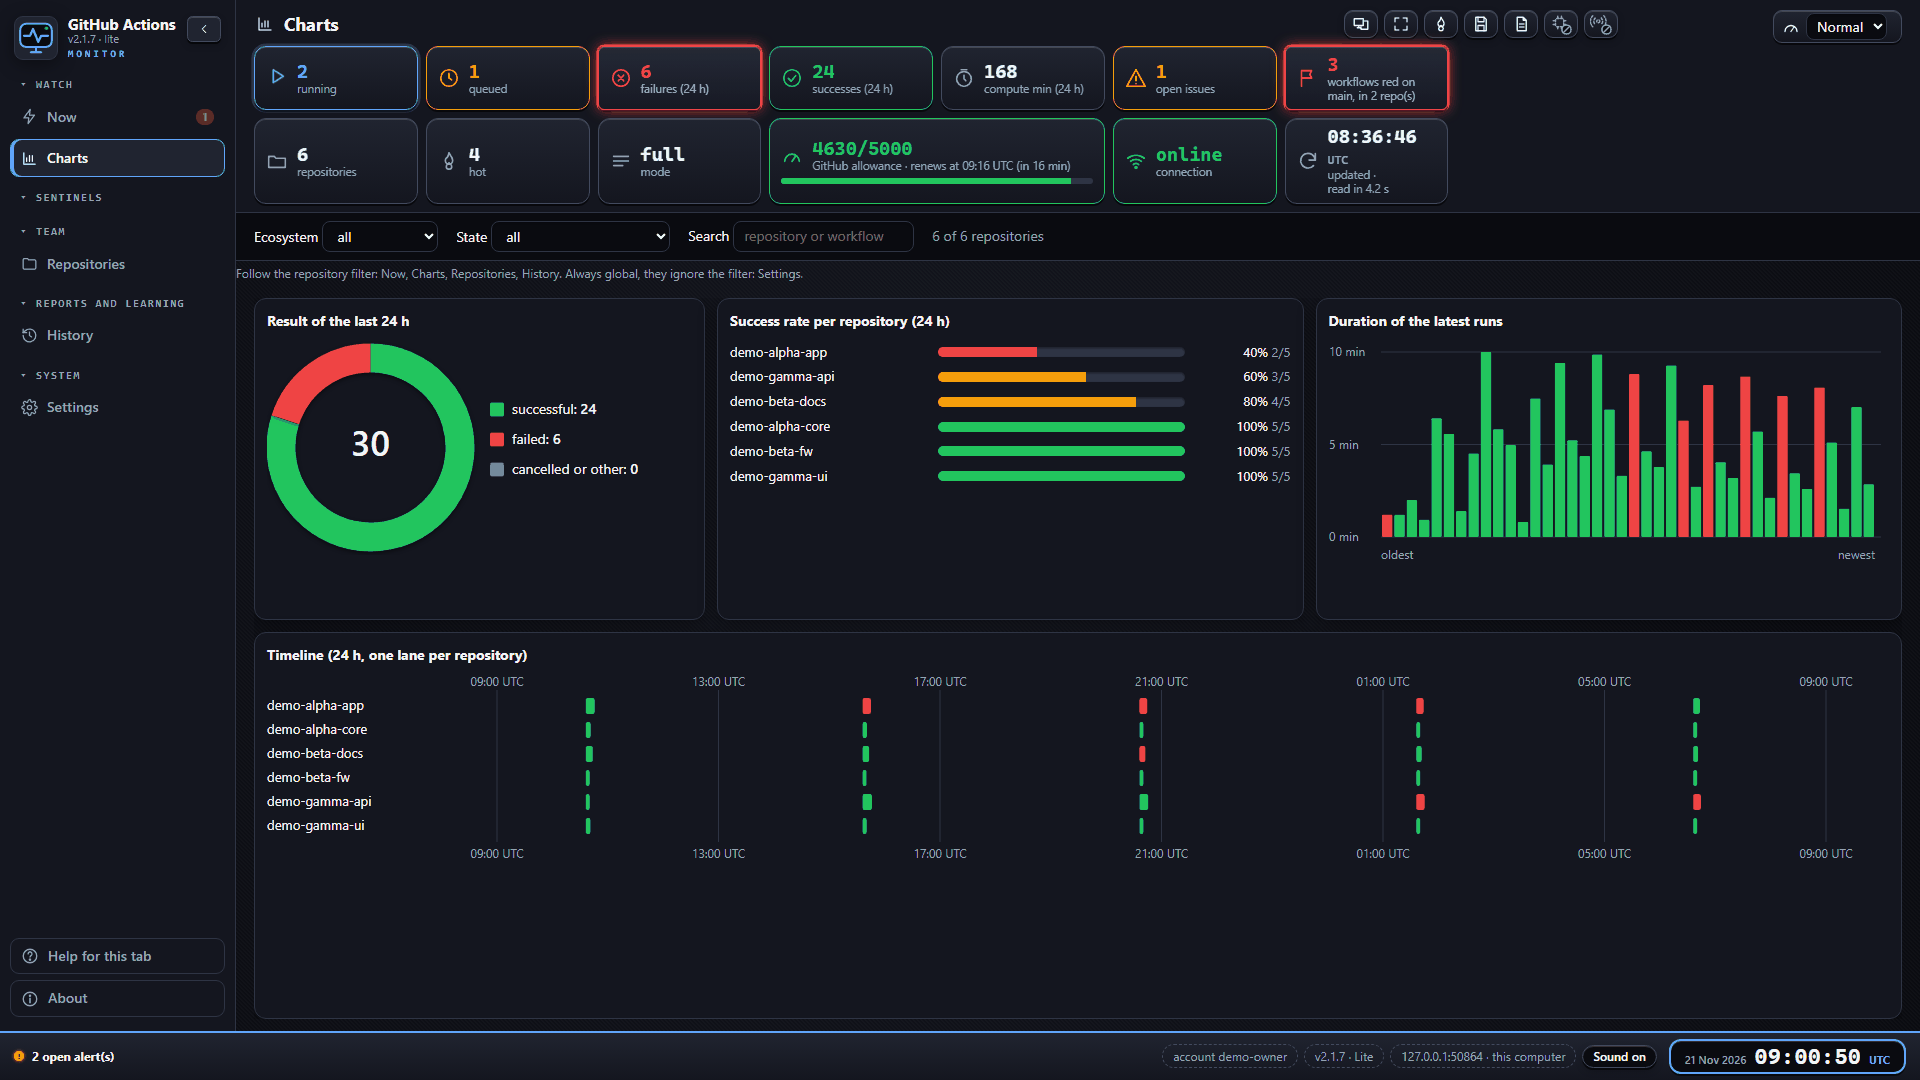 GitHub Actions
v2.1.7 · lite
MONITOR
WATCH
Now 1
Charts
SENTINELS
TEAM
Repositories
REPORTS AND LEARNING
History
SYSTEM
Settings
Help for this tab
About
Charts
Normal
2
running
1
queued
6
failures (24 h)
24
successes (24 h)
168
compute min (24 h)
1
open issues
3
workflows red on
main, in 2 repo(s)
6
repositories
4
hot
full
mode
4630/5000
GitHub allowance · renews at 09:16 UTC (in 16 min)
online
connection
08:36:46
UTC
updated ·
read in 4.2 s
Ecosystem all State all Search repository or workflow 6 of 6 repositories
Follow the repository filter: Now, Charts, Repositories, History. Always global, they ignore the filter: Settings.
Result of the last 24 h
30
successful: 24
failed: 6
cancelled or other: 0
Success rate per repository (24 h)
demo-alpha-app 40% 2/5
demo-gamma-api 60% 3/5
demo-beta-docs 80% 4/5
demo-alpha-core 100% 5/5
demo-beta-fw 100% 5/5
demo-gamma-ui 100% 5/5
Duration of the latest runs
10 min
5 min
0 min
oldest newest
Timeline (24 h, one lane per repository)
09:00 UTC 13:00 UTC 17:00 UTC 21:00 UTC 01:00 UTC 05:00 UTC 09:00 UTC
demo-alpha-app
demo-alpha-core
demo-beta-docs
demo-beta-fw
demo-gamma-api
demo-gamma-ui
09:00 UTC 13:00 UTC 17:00 UTC 21:00 UTC 01:00 UTC 05:00 UTC 09:00 UTC
2 open alert(s)
account demo-owner
v2.1.7 · Lite
127.0.0.1:50864 · this computer
Sound on
21 Nov 2026 09:00:50 UTC